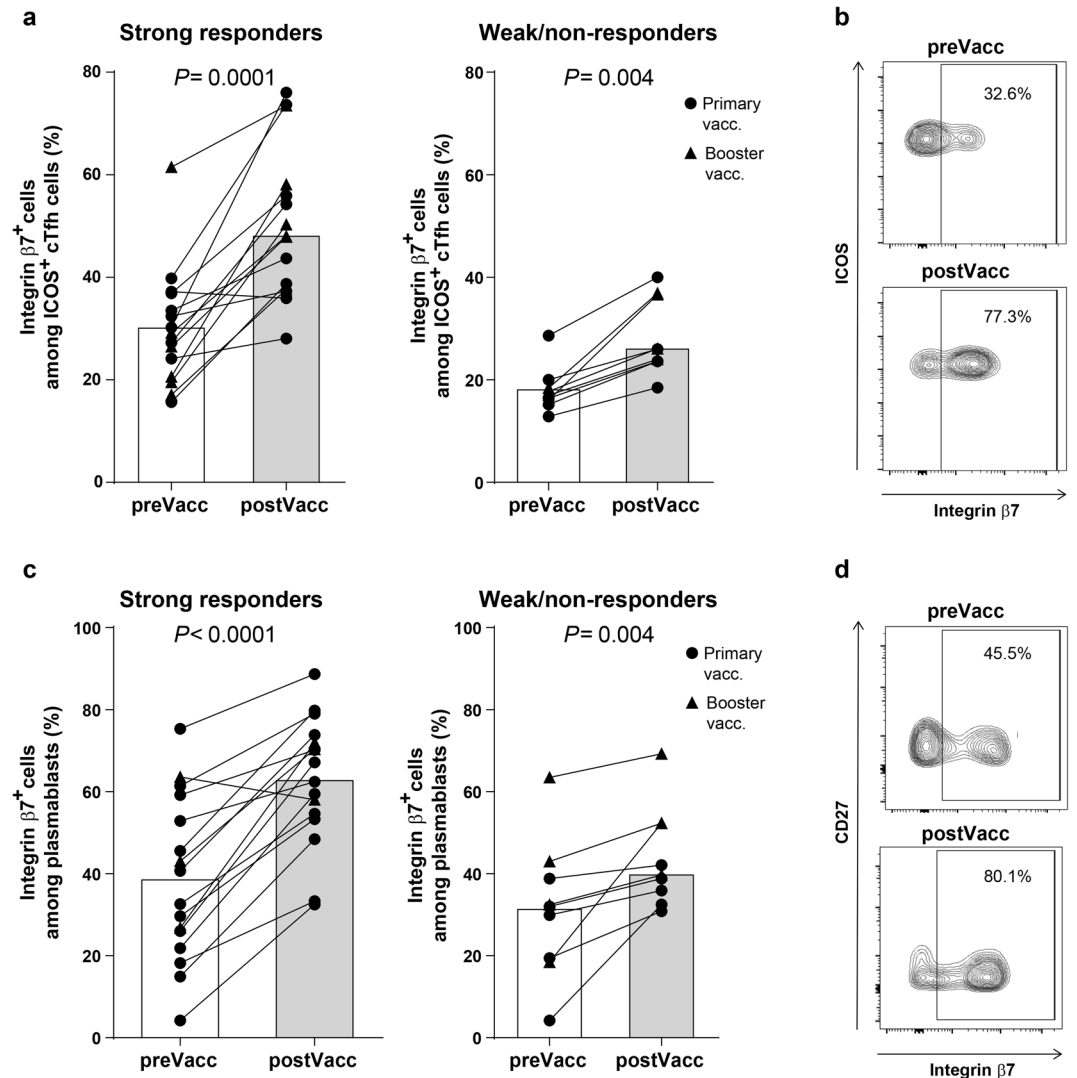 a
Strong responders
P= 0.0001
Integrin β7+ cells
among ICOS+ cTfh cells (%)
80
60
40
20
0
preVacc
postVacc
Weak/non-responders
P= 0.004
Primary
vacc.
Booster
vacc.
Integrin β7+ cells
among ICOS+ cTfh cells (%)
80
60
40
20
0
preVacc
postVacc
b
preVacc
32.6%
postVacc
77.3%
ICOS
Integrin β7
c
Strong responders
P< 0.0001
Integrin β7+ cells
among plasmablasts (%)
100
80
60
40
20
0
preVacc
postVacc
Weak/non-responders
P= 0.004
Primary
vacc.
Booster
vacc.
Integrin β7+ cells
among plasmablasts (%)
100
80
60
40
20
0
preVacc
postVacc
d
preVacc
45.5%
postVacc
80.1%
CD27
Integrin β7